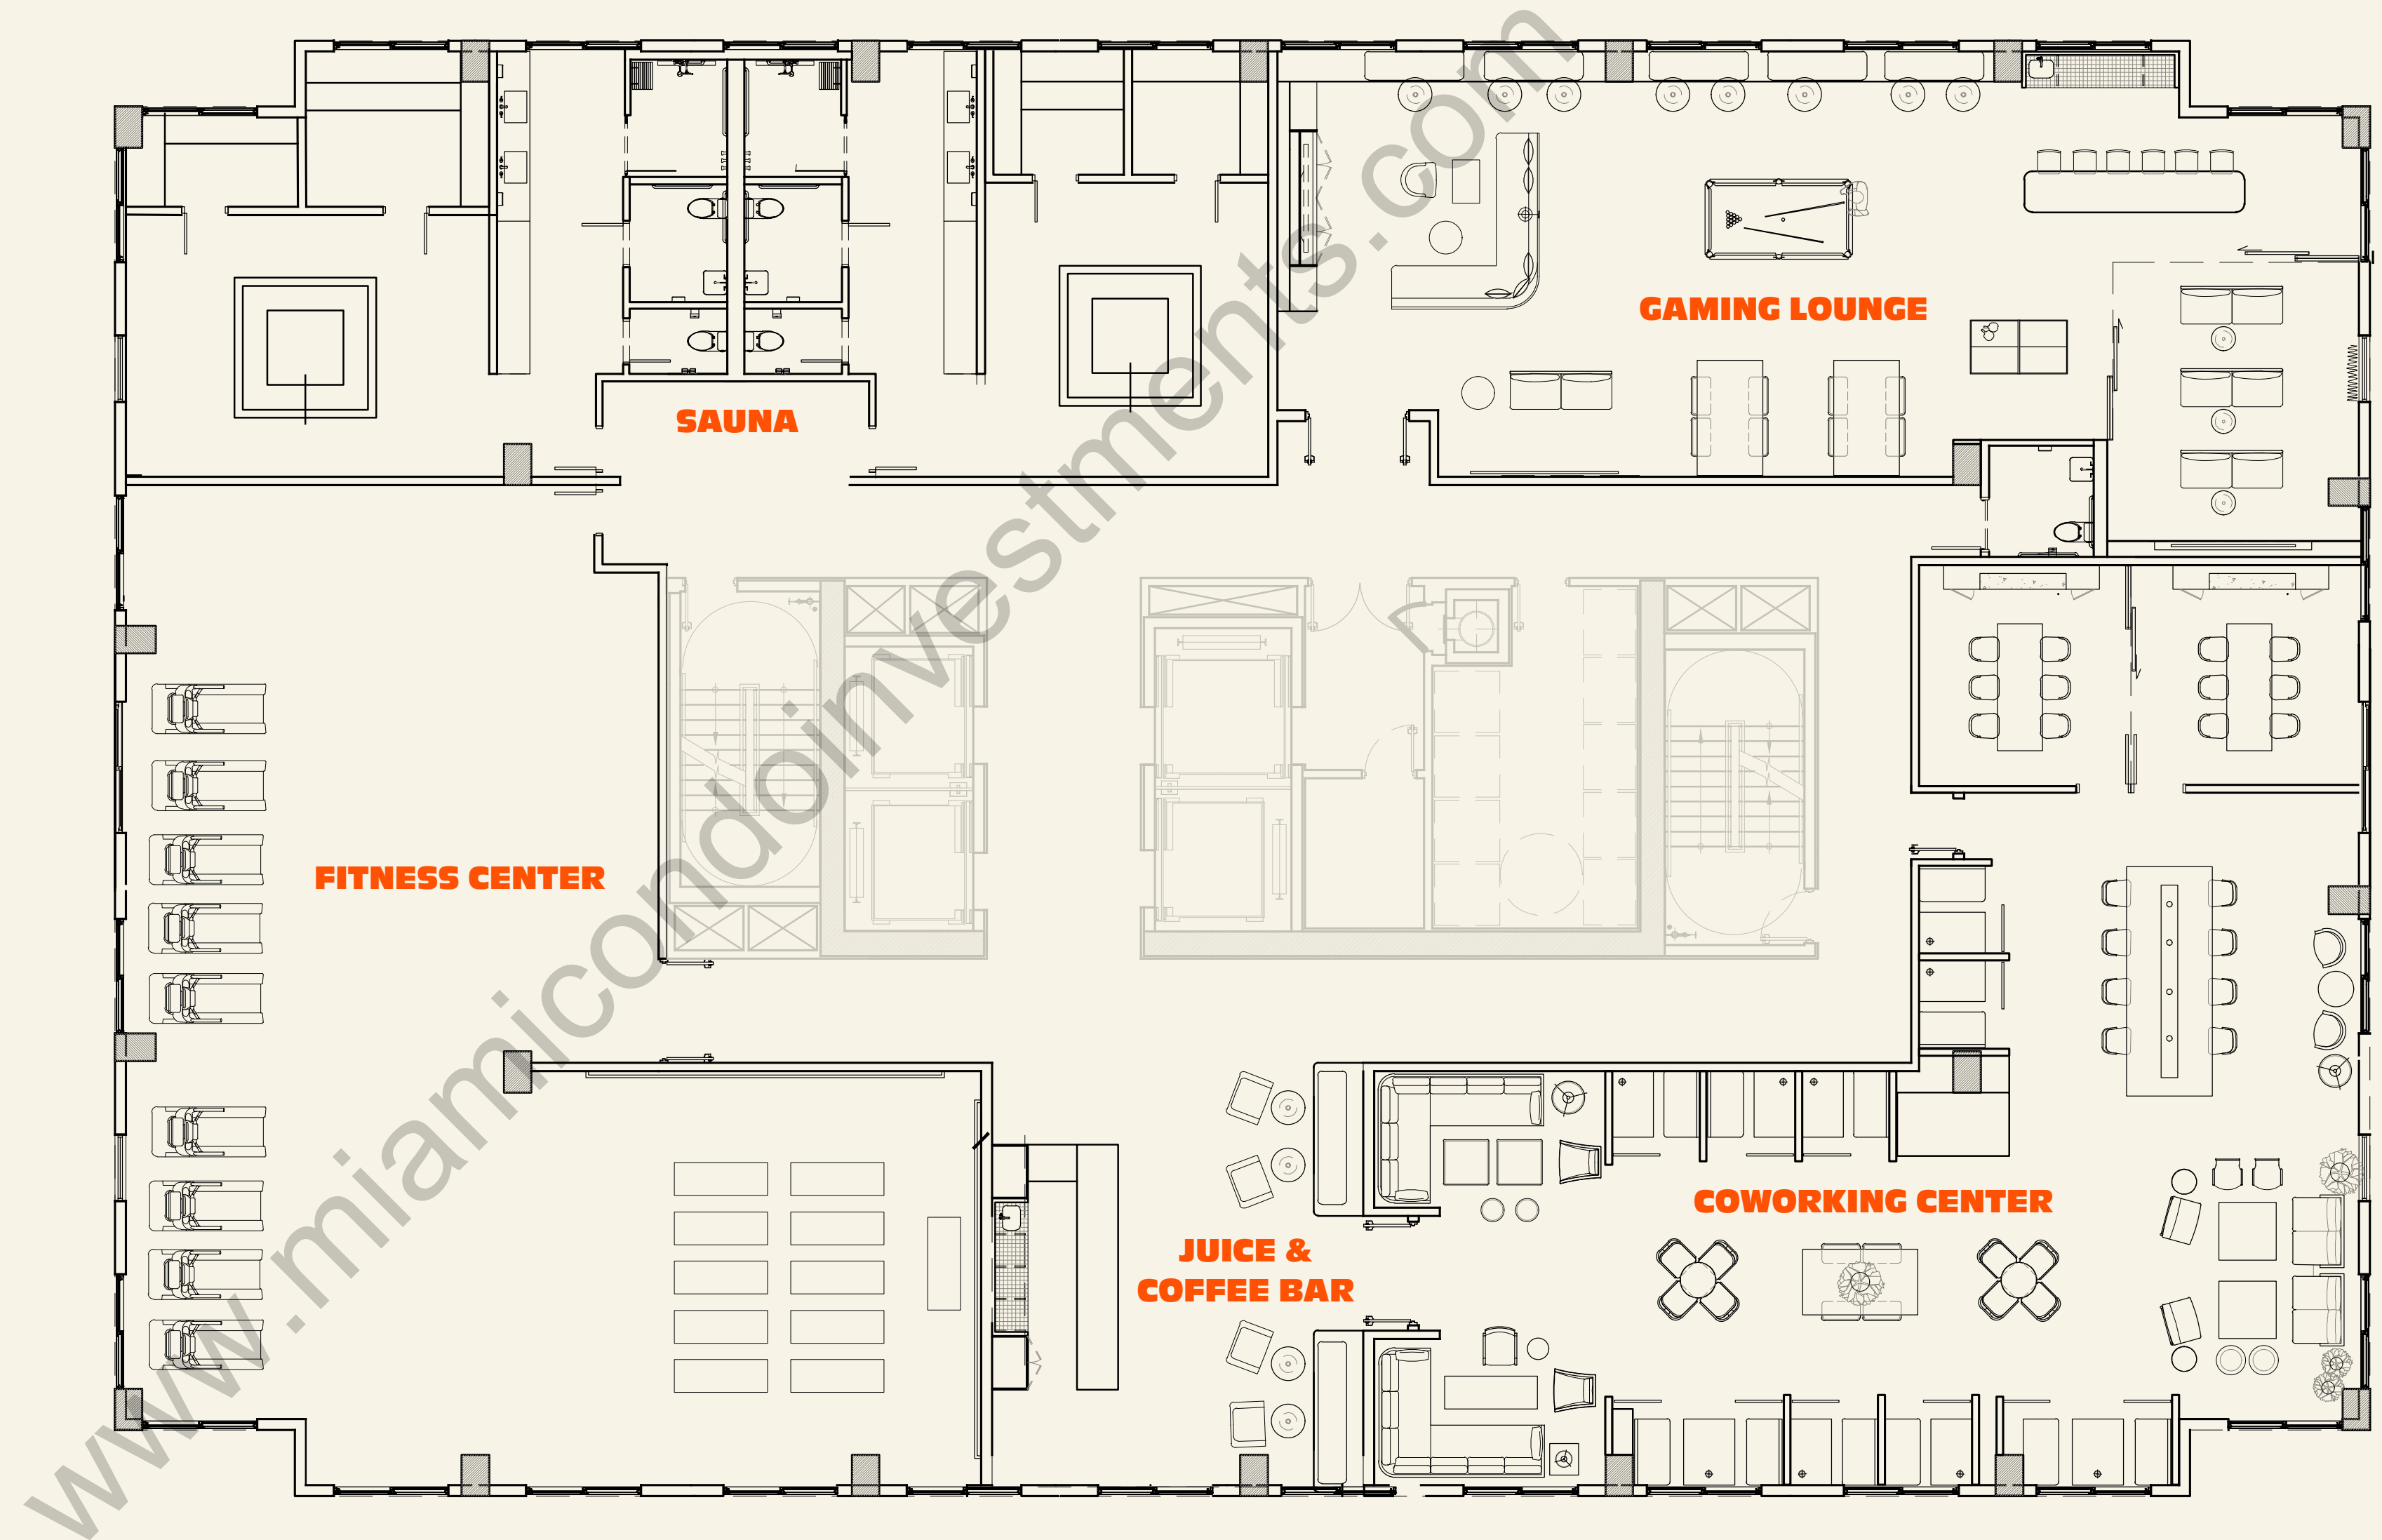 GAMING LOUNGE
SAUNA
FITNESS CENTER
COWORKING CENTER
JUICE &
COFFEE BAR
www.miamicondoinvestments.com